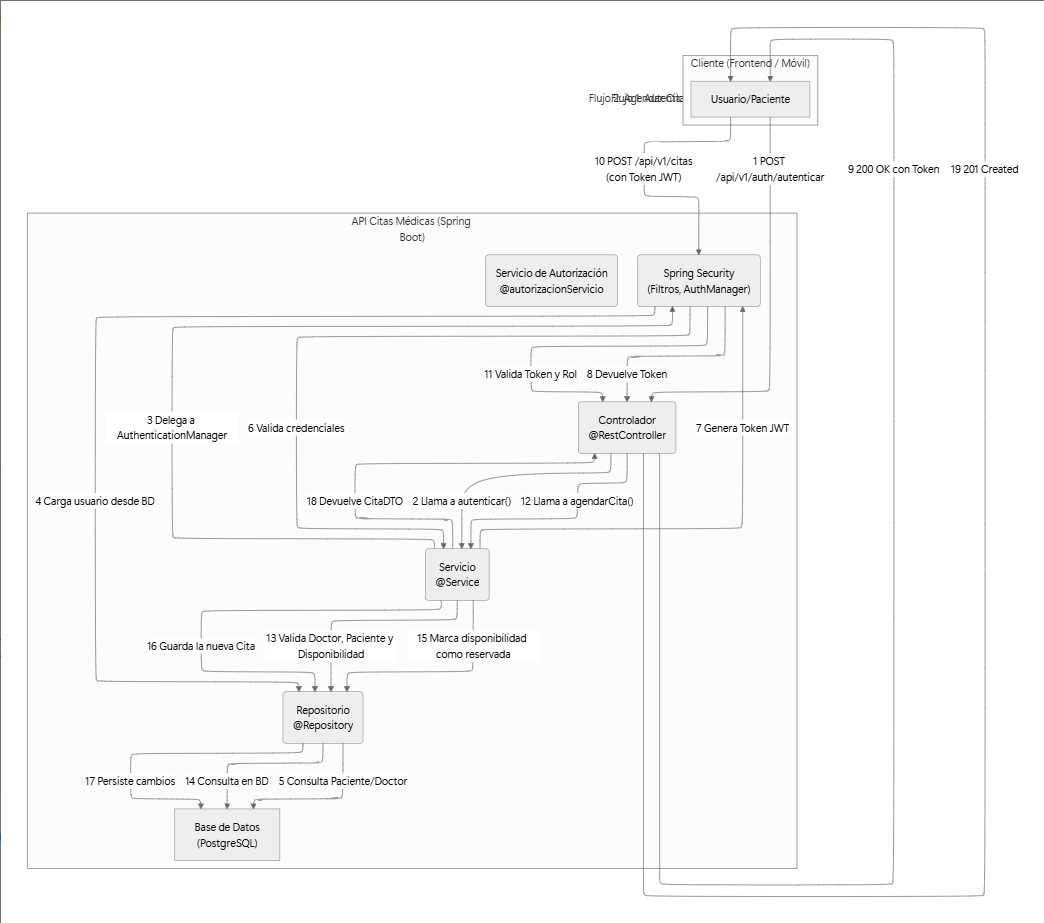 Cliente (Frontend / Móvil)
Usuario/Paciente
10 POST /api/v1/citas
(con Token JWT)
1 POST
/api/v1/auth/autenticar
9 200 OK con Token
19 201 Created
API Citas Médicas (Spring
Boot)
Servicio de Autorización
@autorizacionServicio
Spring Security
(Filtros, AuthManager)
11 Valida Token y Rol
8 Devuelve Token
3 Delega a
AuthenticationManager
6 Valida credenciales
Controlador
@RestController
7 Genera Token JWT
4 Carga usuario desde BD
18 Devuelve CitaDTO
2 Llama a autenticar()
12 Llama a agendarCita()
Servicio
@Service
16 Guarda la nueva Cita
13 Valida Doctor, Paciente y
Disponibilidad
15 Marca disponibilidad
como reservada
Repositorio
@Repository
17 Persiste cambios
14 Consulta en BD
5 Consulta Paciente/Doctor
Base de Datos
(PostgreSQL)